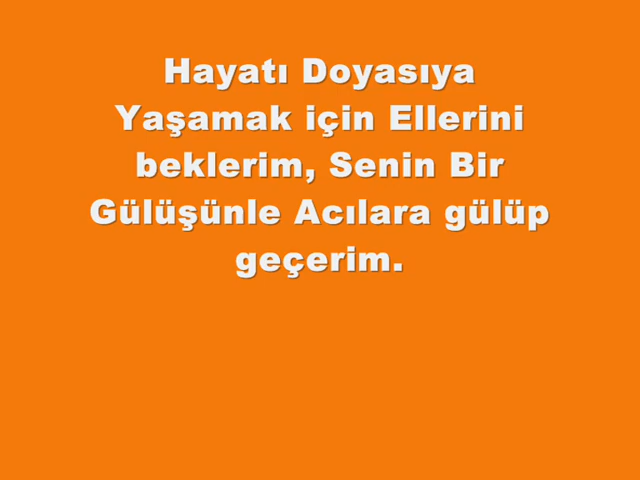 Hayatı Doyasıya
Yaşamak için Ellerini
beklerim, Senin Bir
Gülüşünle Acılara gülüp
geçerim.